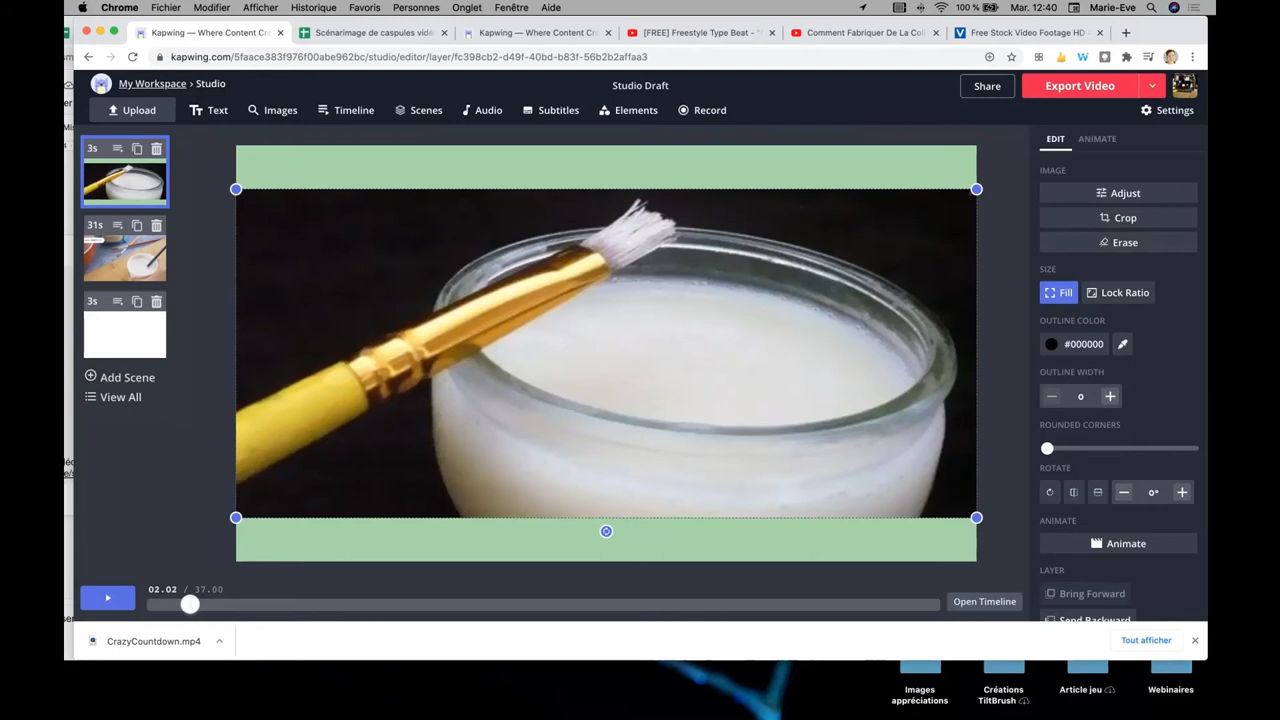 Chrome Fichier Modifier Afficher Historique Favoris Personnes Onglet Fenêtre Aide 100 % Mar. 12:40 Marie-Eve
Kapwing — Where Content Cr Scénarimage de caspules vidé Kapwing — Where Content Cre [FREE] Freestyle Type Beat - " Comment Fabriquer De La Coll Free Stock Video Footage HD
kapwing.com/5faace383f976f00abe962bc/studio/editor/layer/fc398cb2-d49f-40bd-b83f-56b2b2affaa3
My Workspace › Studio Studio Draft Share Export Video
Upload Text Images Timeline Scenes Audio Subtitles Elements Record Settings
3s
31s
3s
Add Scene
View All
EDIT ANIMATE
IMAGE
Adjust
Crop
Erase
SIZE
Fill Lock Ratio
OUTLINE COLOR
#000000
OUTLINE WIDTH
0
ROUNDED CORNERS
ROTATE
0°
ANIMATE
Animate
LAYER
Bring Forward
Send Backward
02.02 / 37.00
Open Timeline
CrazyCountdown.mp4 Tout afficher
Images appréciations
Créations TiltBrush
Article jeu
Webinaires